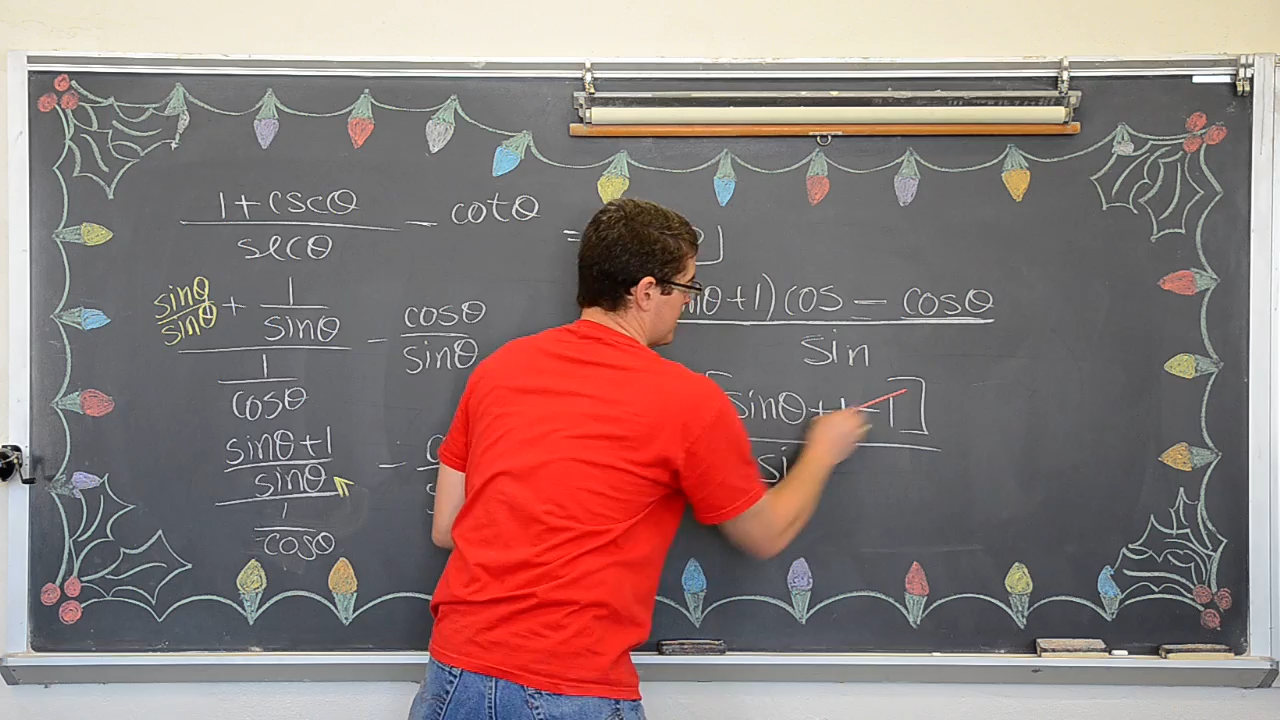 1+cscθ / secθ - cotθ =
sinθ/sinθ + 1/sinθ / 1/cosθ - cosθ/sinθ
sinθ+1 / sinθ / 1/cosθ -
θ+1)cos - cosθ / sin
[sinθ+1-1]